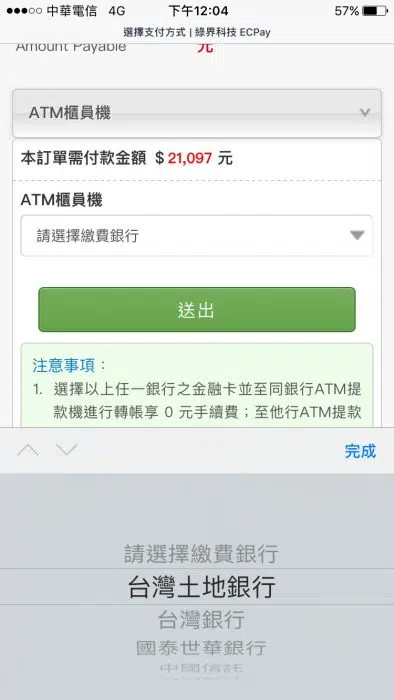 中華電信 4G 下午12:04 57%
選擇支付方式 | 綠界科技 ECPay
Amount Payable 元
ATM櫃員機
本訂單需付款金額 $21,097 元
ATM櫃員機
請選擇繳費銀行
送出
注意事項：
1. 選擇以上任一銀行之金融卡並至同銀行ATM提
款機進行轉帳享 0 元手續費；至他行ATM提款
完成
請選擇繳費銀行
台灣土地銀行
台灣銀行
國泰世華銀行
中國信託